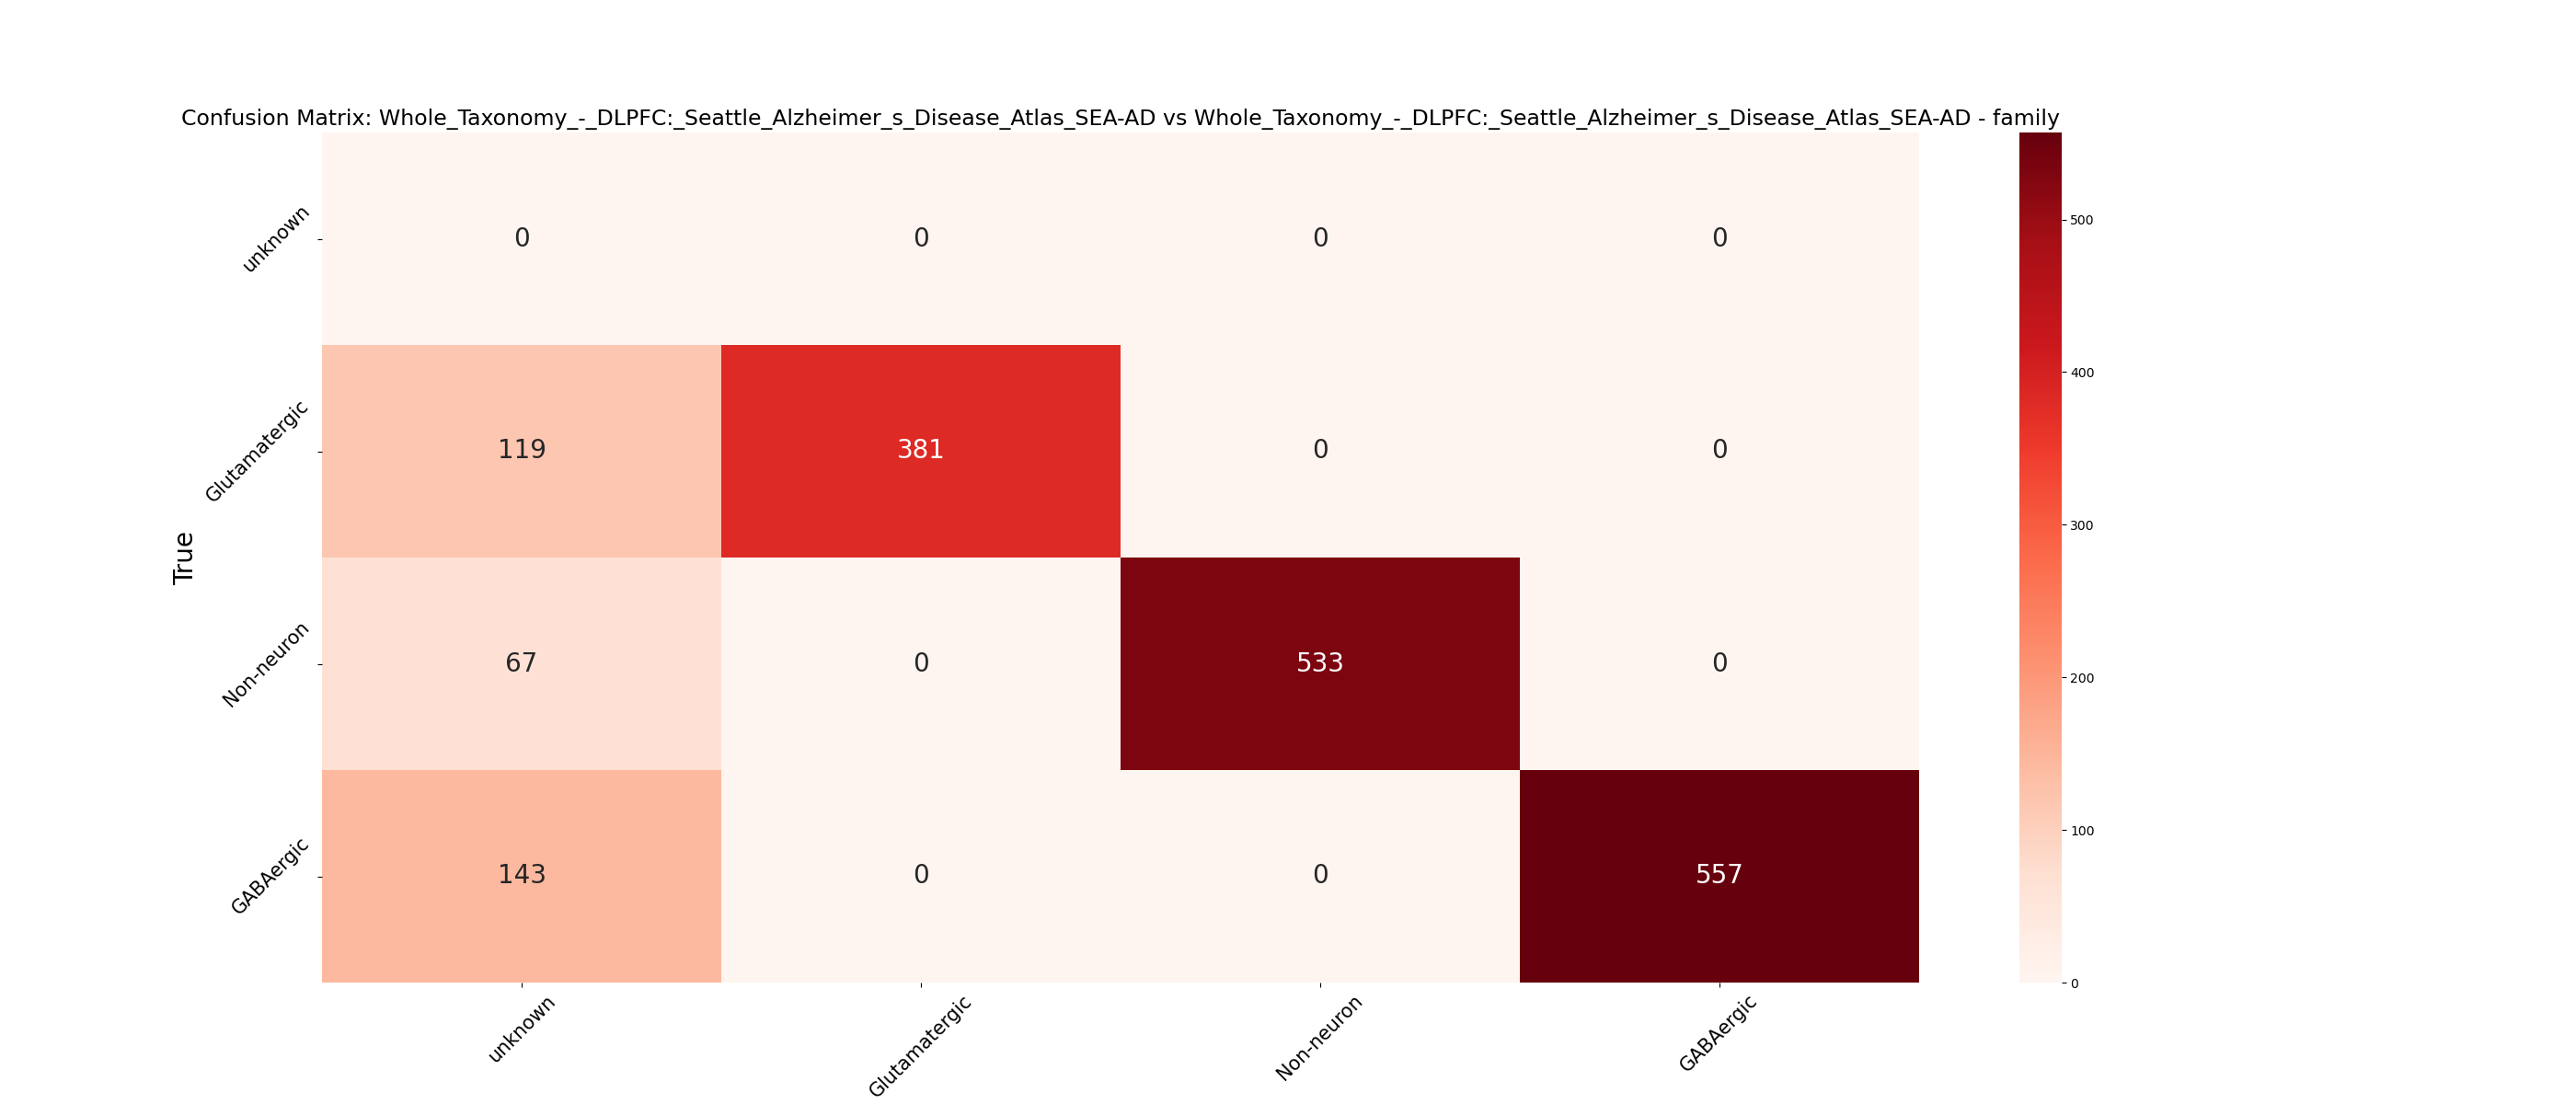 Confusion Matrix: Whole_Taxonomy_-_DLPFC:_Seattle_Alzheimer_s_Disease_Atlas_SEA-AD vs Whole_Taxonomy_-_DLPFC:_Seattle_Alzheimer_s_Disease_Atlas_SEA-AD - family
True
unknown
0 0 0 0
Glutamatergic
119 381 0 0
Non-neuron
67 0 533 0
GABAergic
143 0 0 557
unknown Glutamatergic Non-neuron GABAergic
500
400
300
200
100
0